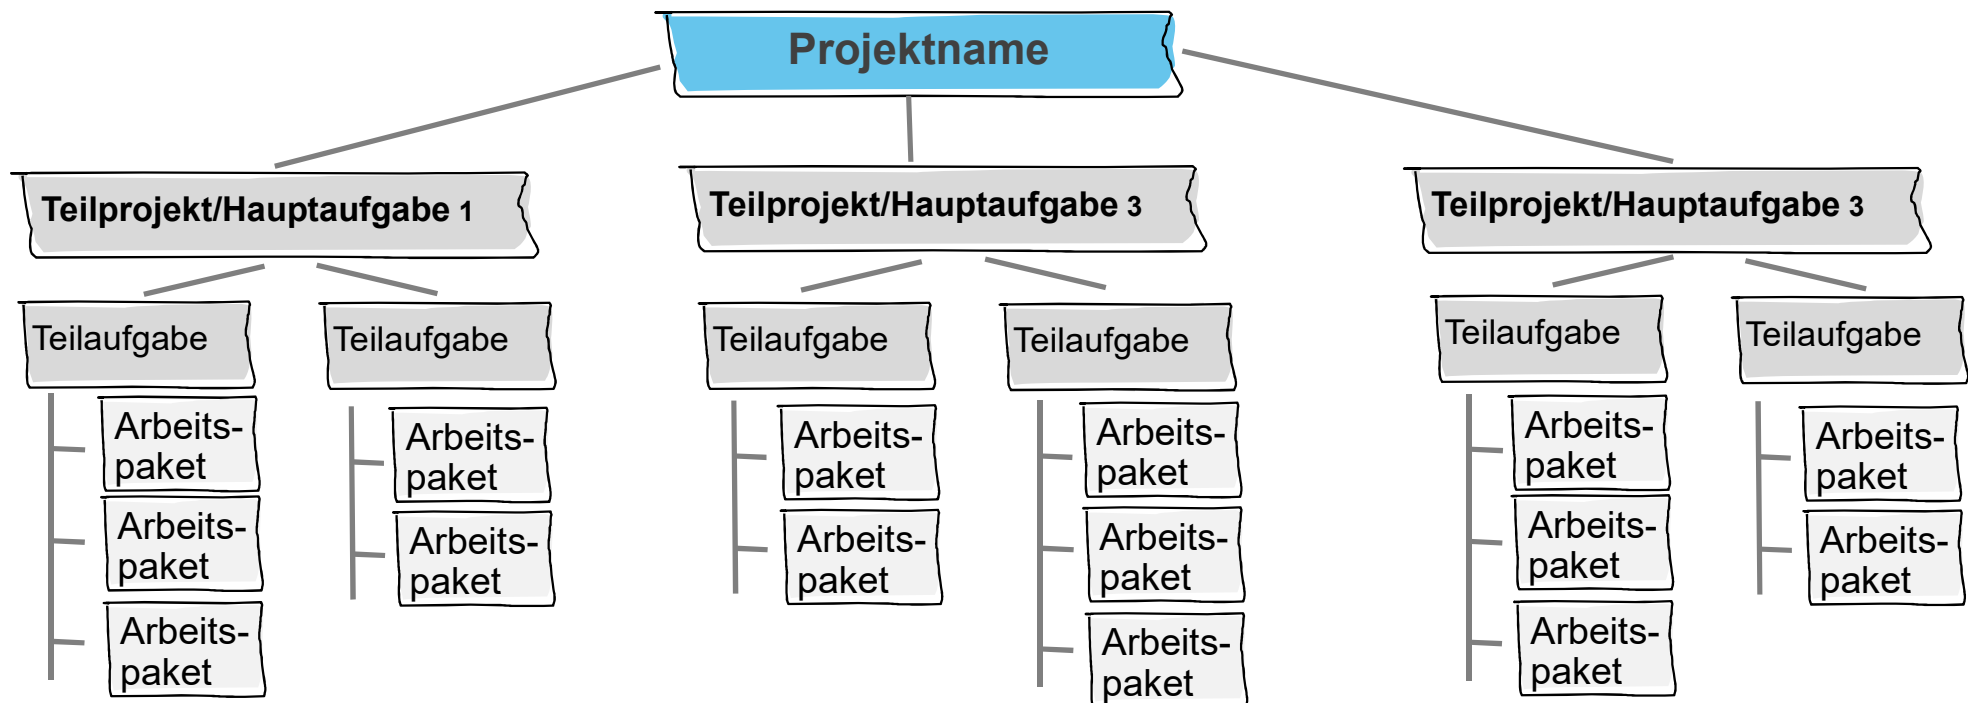 Projektname
Teilprojekt/Hauptaufgabe 1
Teilprojekt/Hauptaufgabe 3
Teilprojekt/Hauptaufgabe 3
Teilaufgabe
Teilaufgabe
Teilaufgabe
Teilaufgabe
Teilaufgabe
Teilaufgabe
Arbeits-
paket
Arbeits-
paket
Arbeits-
paket
Arbeits-
paket
Arbeits-
paket
Arbeits-
paket
Arbeits-
paket
Arbeits-
paket
Arbeits-
paket
Arbeits-
paket
Arbeits-
paket
Arbeits-
paket
Arbeits-
paket
Arbeits-
paket
Arbeits-
paket